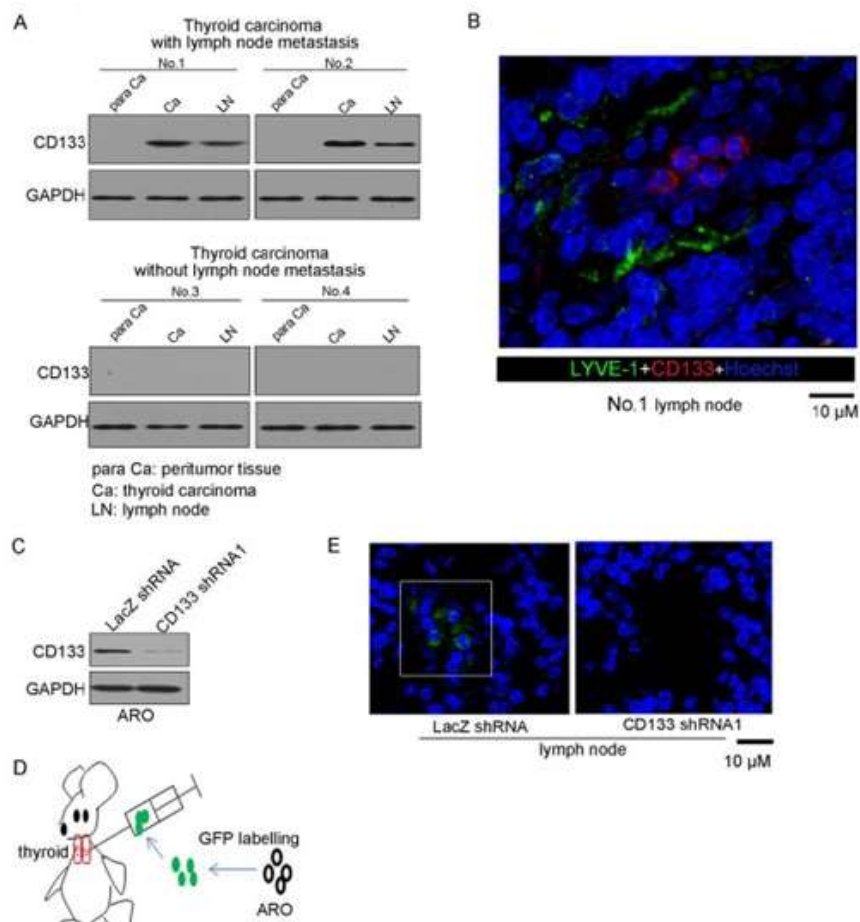 A
Thyroid carcinoma
with lymph node metastasis
No.1 No.2
para Ca Ca LN para Ca Ca LN
CD133
GAPDH
Thyroid carcinoma
without lymph node metastasis
No.3 No.4
para Ca Ca LN para Ca Ca LN
CD133
GAPDH
para Ca: peritumor tissue
Ca: thyroid carcinoma
LN: lymph node
B
LYVE-1+CD133+Hoechst
No.1 lymph node
10 µM
C
LacZ shRNA CD133 shRNA1
CD133
GAPDH
ARO
E
LacZ shRNA CD133 shRNA1
lymph node
10 µM
D
thyroid
GFP labelling
ARO